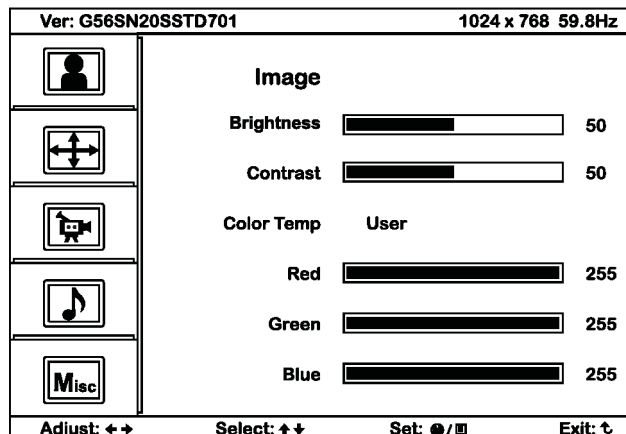 Ver: G56SN20SSTD701 1024 x 768 59.8Hz
Image
Brightness 50
Contrast 50
Color Temp User
Red 255
Green 255
Blue 255
Misc
Adjust: ←→ Select: ↑↓ Set: /  Exit: